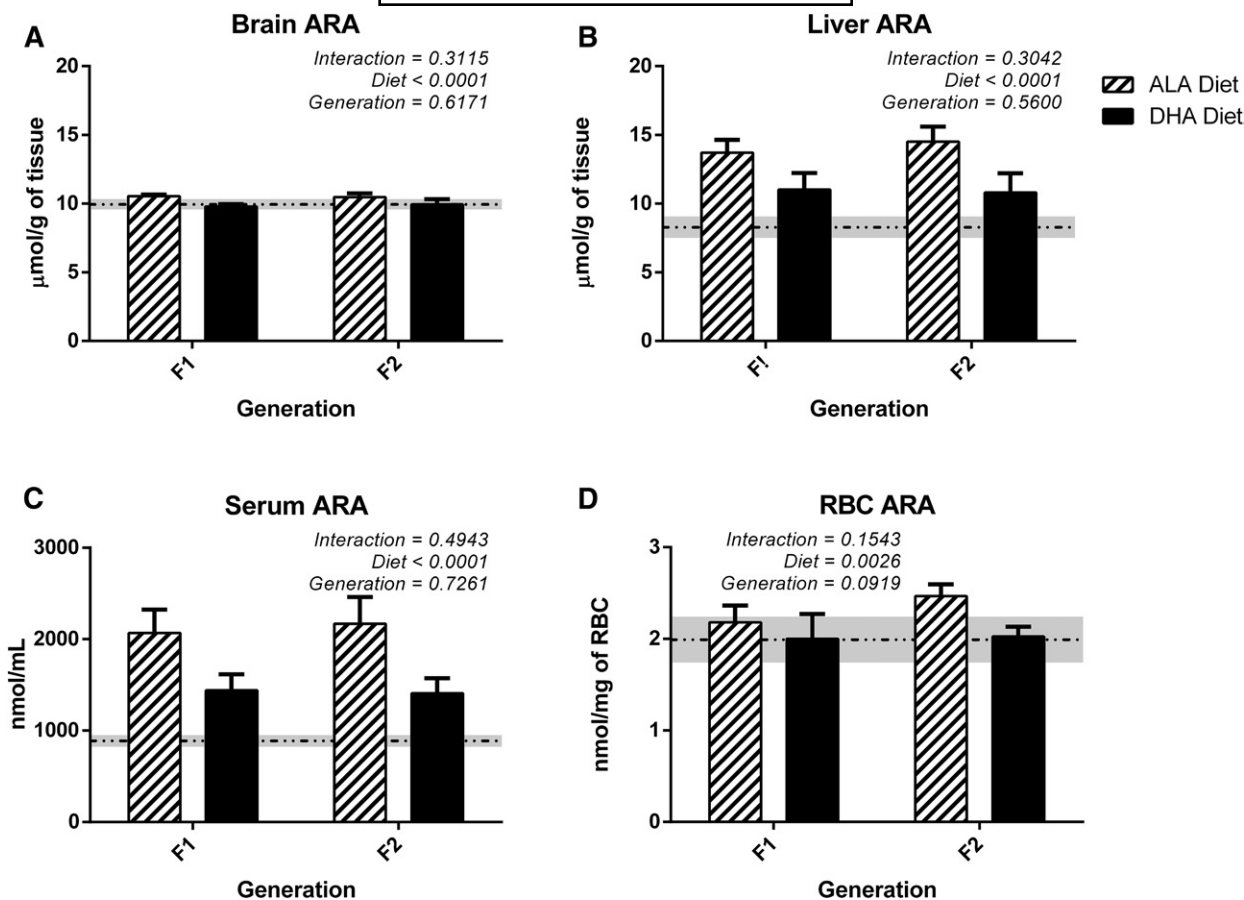 A
Brain ARA
Interaction = 0.3115
Diet < 0.0001
Generation = 0.6171
20
15
10
5
0
μmol/g of tissue
F1
F2
Generation
B
Liver ARA
Interaction = 0.3042
Diet < 0.0001
Generation = 0.5600
20
15
10
5
0
μmol/g of tissue
F!
F2
Generation
ALA Diet
DHA Diet
C
Serum ARA
Interaction = 0.4943
Diet < 0.0001
Generation = 0.7261
3000
2000
1000
0
nmol/mL
F1
F2
Generation
D
RBC ARA
Interaction = 0.1543
Diet = 0.0026
Generation = 0.0919
3
2
1
0
nmol/mg of RBC
F1
F2
Generation